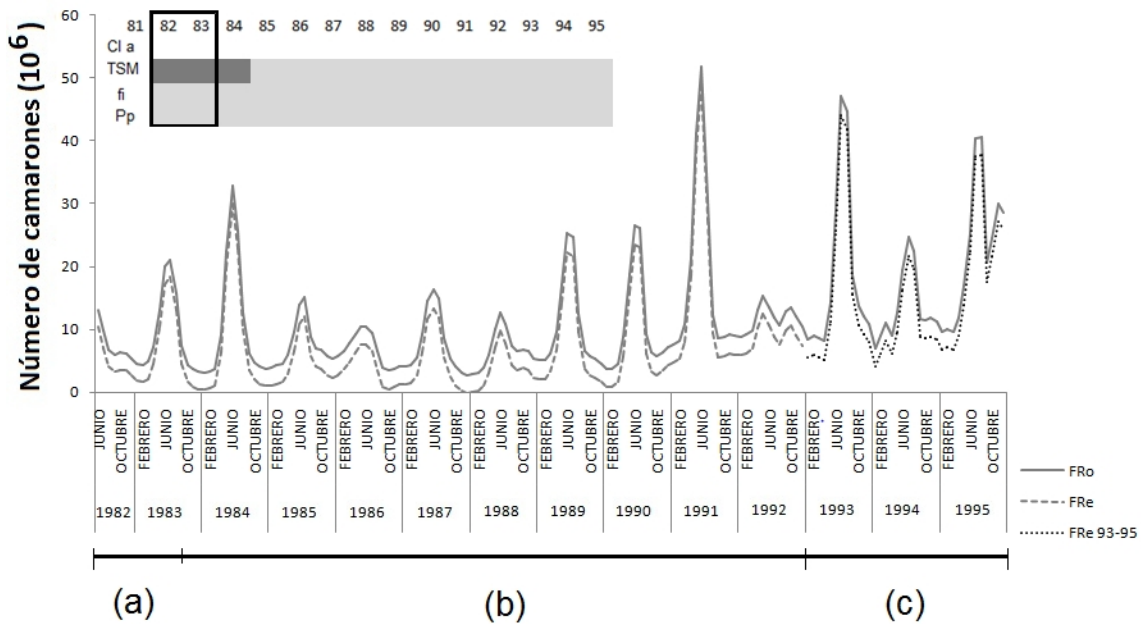 Número de camarones (10⁶)
60
50
40
30
20
10
0
81 82 83 84 85 86 87 88 89 90 91 92 93 94 95
Cl a
TSM
fi
Pp
JUNIO OCTUBRE FEBRERO JUNIO OCTUBRE FEBRERO JUNIO OCTUBRE FEBRERO JUNIO OCTUBRE FEBRERO JUNIO OCTUBRE FEBRERO JUNIO OCTUBRE FEBRERO JUNIO OCTUBRE FEBRERO JUNIO OCTUBRE FEBRERO JUNIO OCTUBRE FEBRERO JUNIO OCTUBRE FEBRERO JUNIO OCTUBRE FEBRERO JUNIO OCTUBRE FEBRERO JUNIO OCTUBRE FEBRERO JUNIO OCTUBRE
1982 1983 1984 1985 1986 1987 1988 1989 1990 1991 1992 1993 1994 1995
FRo
FRe
FRe 93-95
(a) (b) (c)